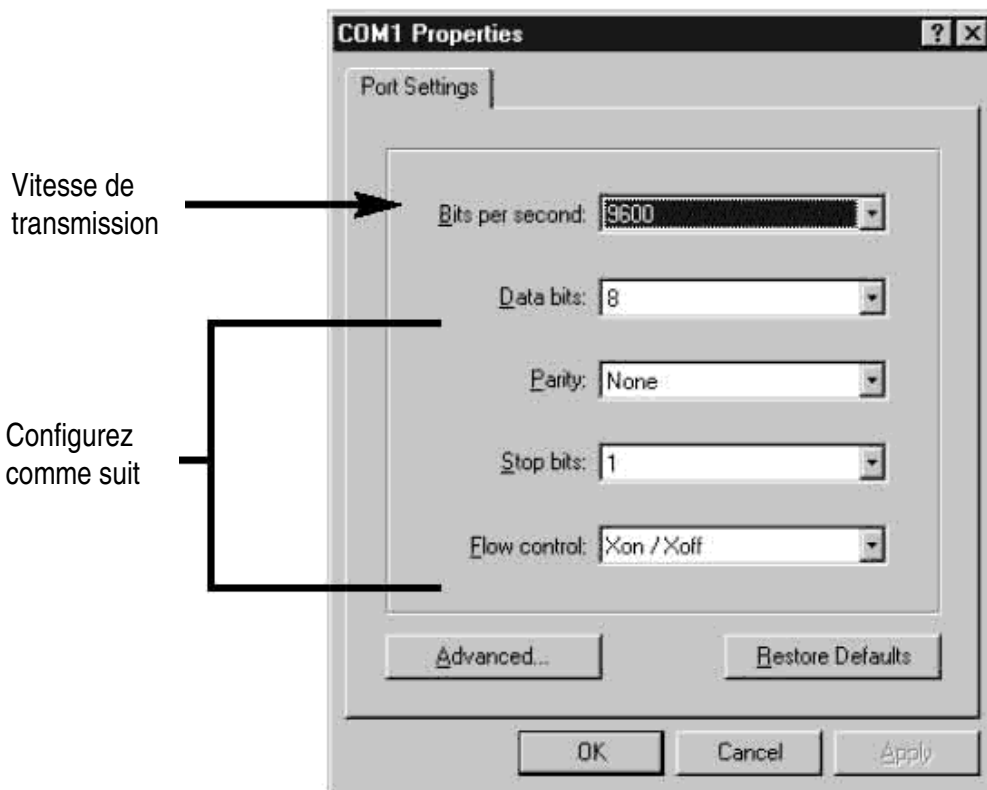 COM1 Properties
? X
Port Settings
Vitesse de
transmission
Bits per second: 9600
Data bits: 8
Parity: None
Configurez
comme suit
Stop bits: 1
Flow control: Xon / Xoff
Advanced... Restore Defaults
OK Cancel Apply